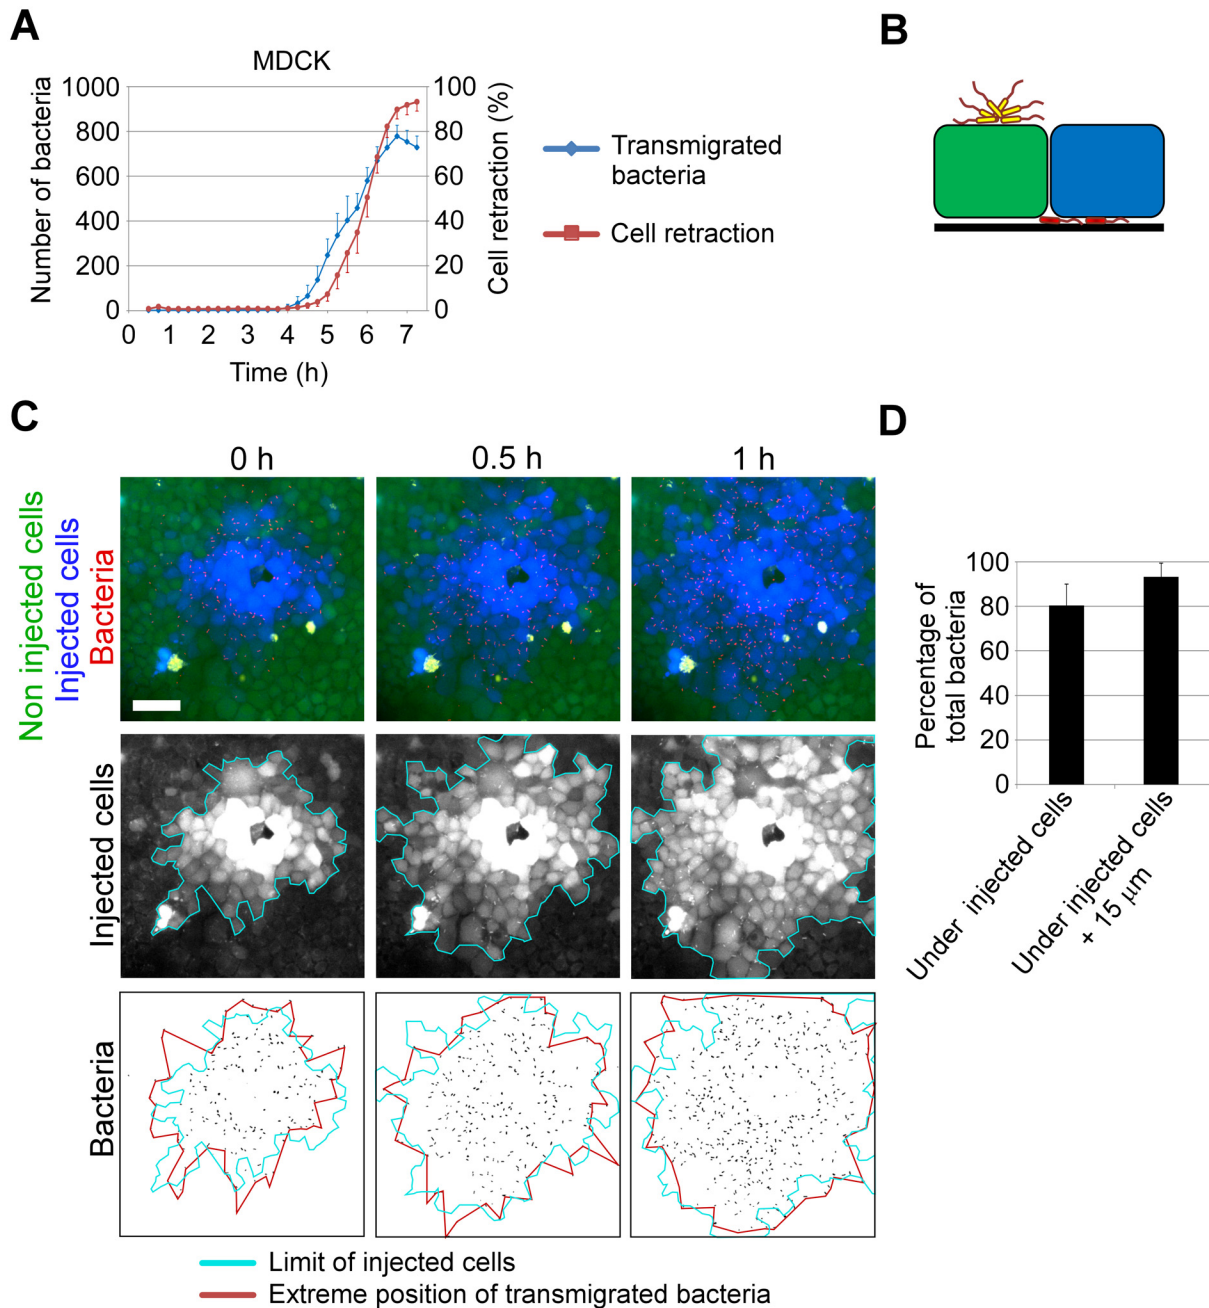 A
MDCK
Number of bacteria
1000
800
600
400
200
0
100
80
60
40
20
0
Cell retraction (%)
0 1 2 3 4 5 6 7
Time (h)
Transmigrated
bacteria
Cell retraction
B
C
0 h
0.5 h
1 h
Non injected cells
Injected cells
Bacteria
Injected cells
Bacteria
Limit of injected cells
Extreme position of transmigrated bacteria
D
Percentage of
total bacteria
100
80
60
40
20
0
Under injected cells
Under injected cells
+ 15 µm